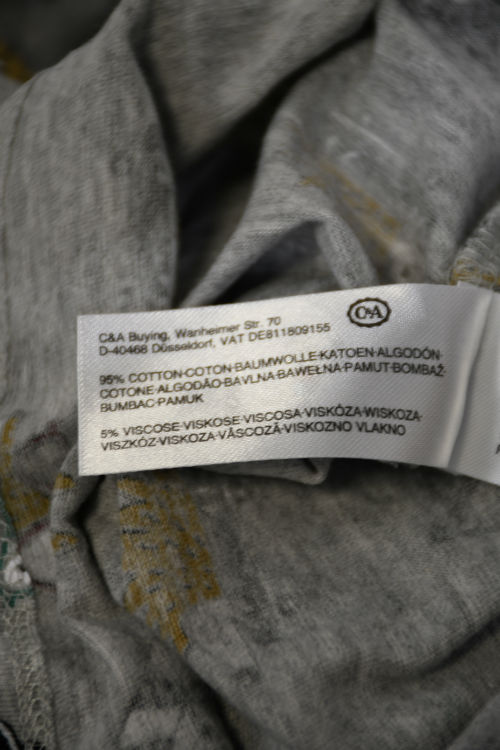 C&A
C&A Buying, Wanheimer Str. 70
D-40468 Düsseldorf, VAT DE811809155
95% COTTON·COTON·BAUMWOLLE·KATOEN·ALGODÓN·
COTONE·ALGODÃO·BAVLNA·BAWEŁNA·PAMUT·BOMBAŽ·
BUMBAC·PAMUK
5% VISCOSE·VISKOSE·VISCOSA·VISKÓZA·WISKOZA·
VISZKÓZ·VISKOZA·VÂSCOZĂ·VISKOZNO VLAKNO